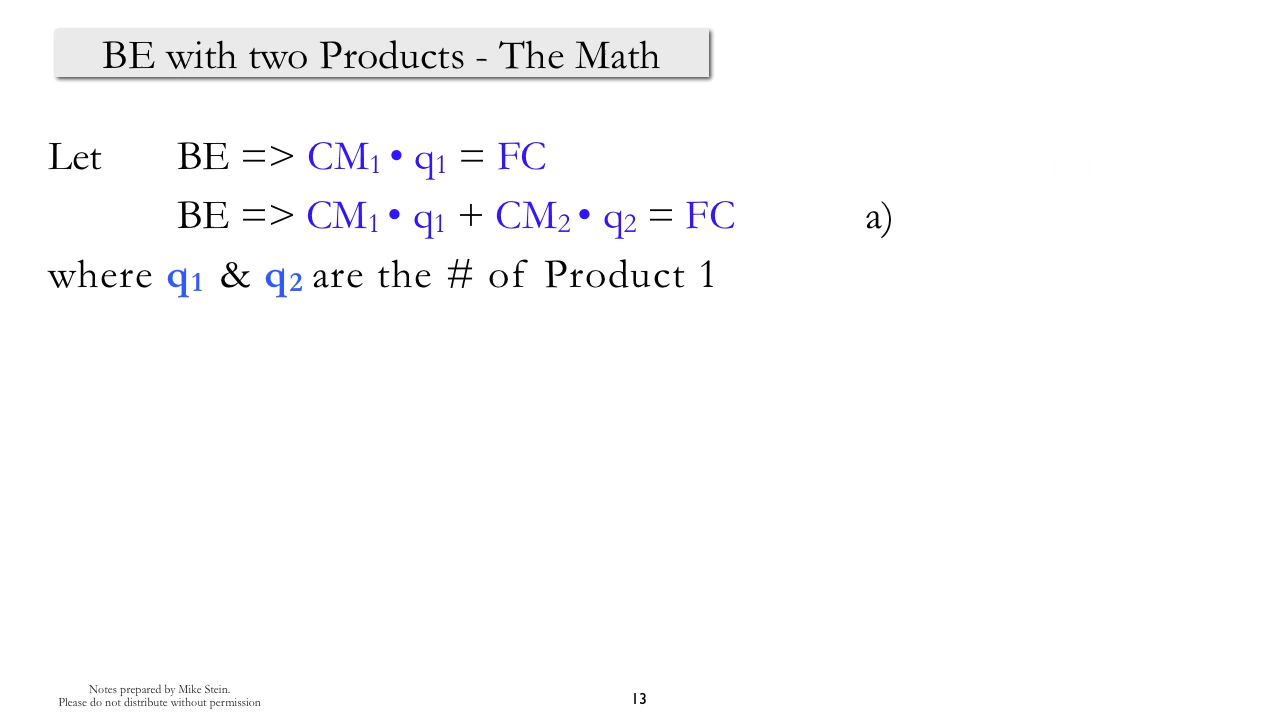 BE with two Products - The Math
Let BE => CM₁ • q₁ = FC
BE => CM₁ • q₁ + CM₂ • q₂ = FC a)
where q₁ & q₂ are the # of Product 1
Notes prepared by Mike Stein.
Please do not distribute without permission
13